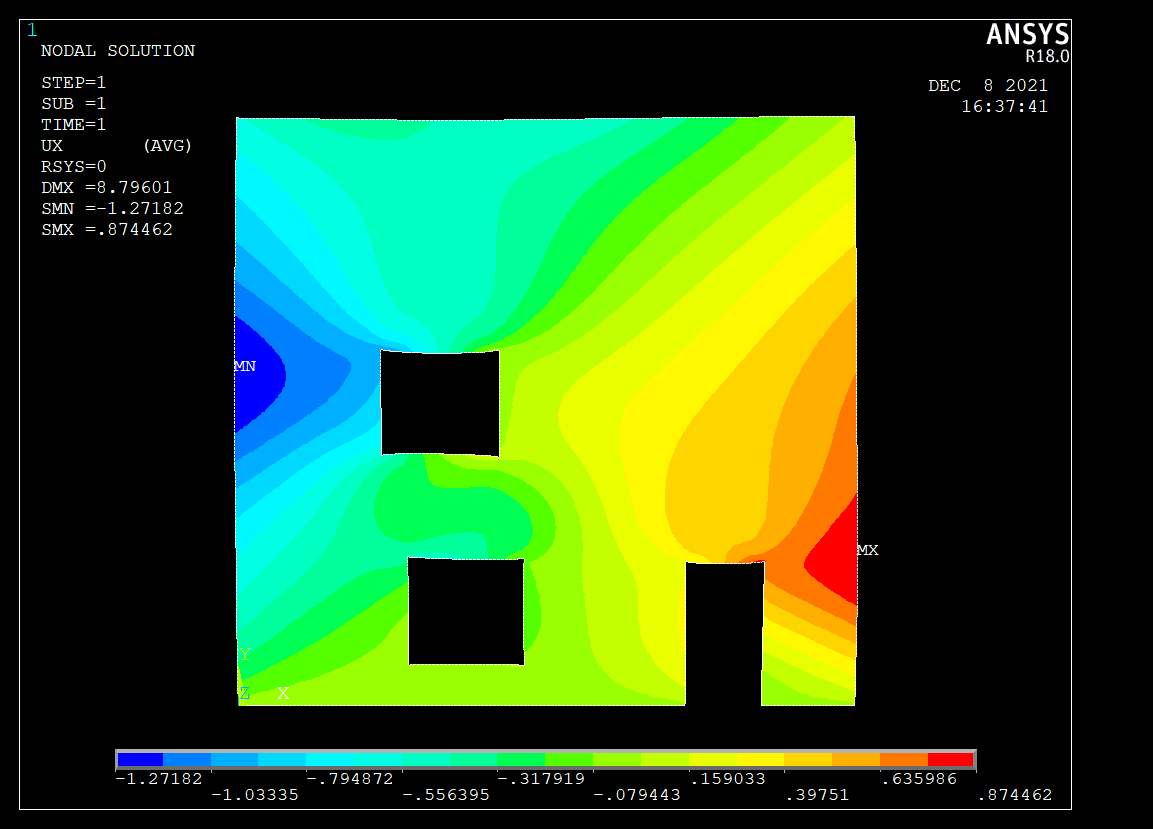 1
ANSYS
R18.0
NODAL SOLUTION
STEP=1
SUB =1
TIME=1
UX (AVG)
RSYS=0
DMX =8.79601
SMN =-1.27182
SMX =.874462
DEC 8 2021
16:37:41
MN
MX
Y
Z X
-1.27182 -.794872 -.317919 .159033 .635986
-1.03335 -.556395 -.079443 .39751 .874462